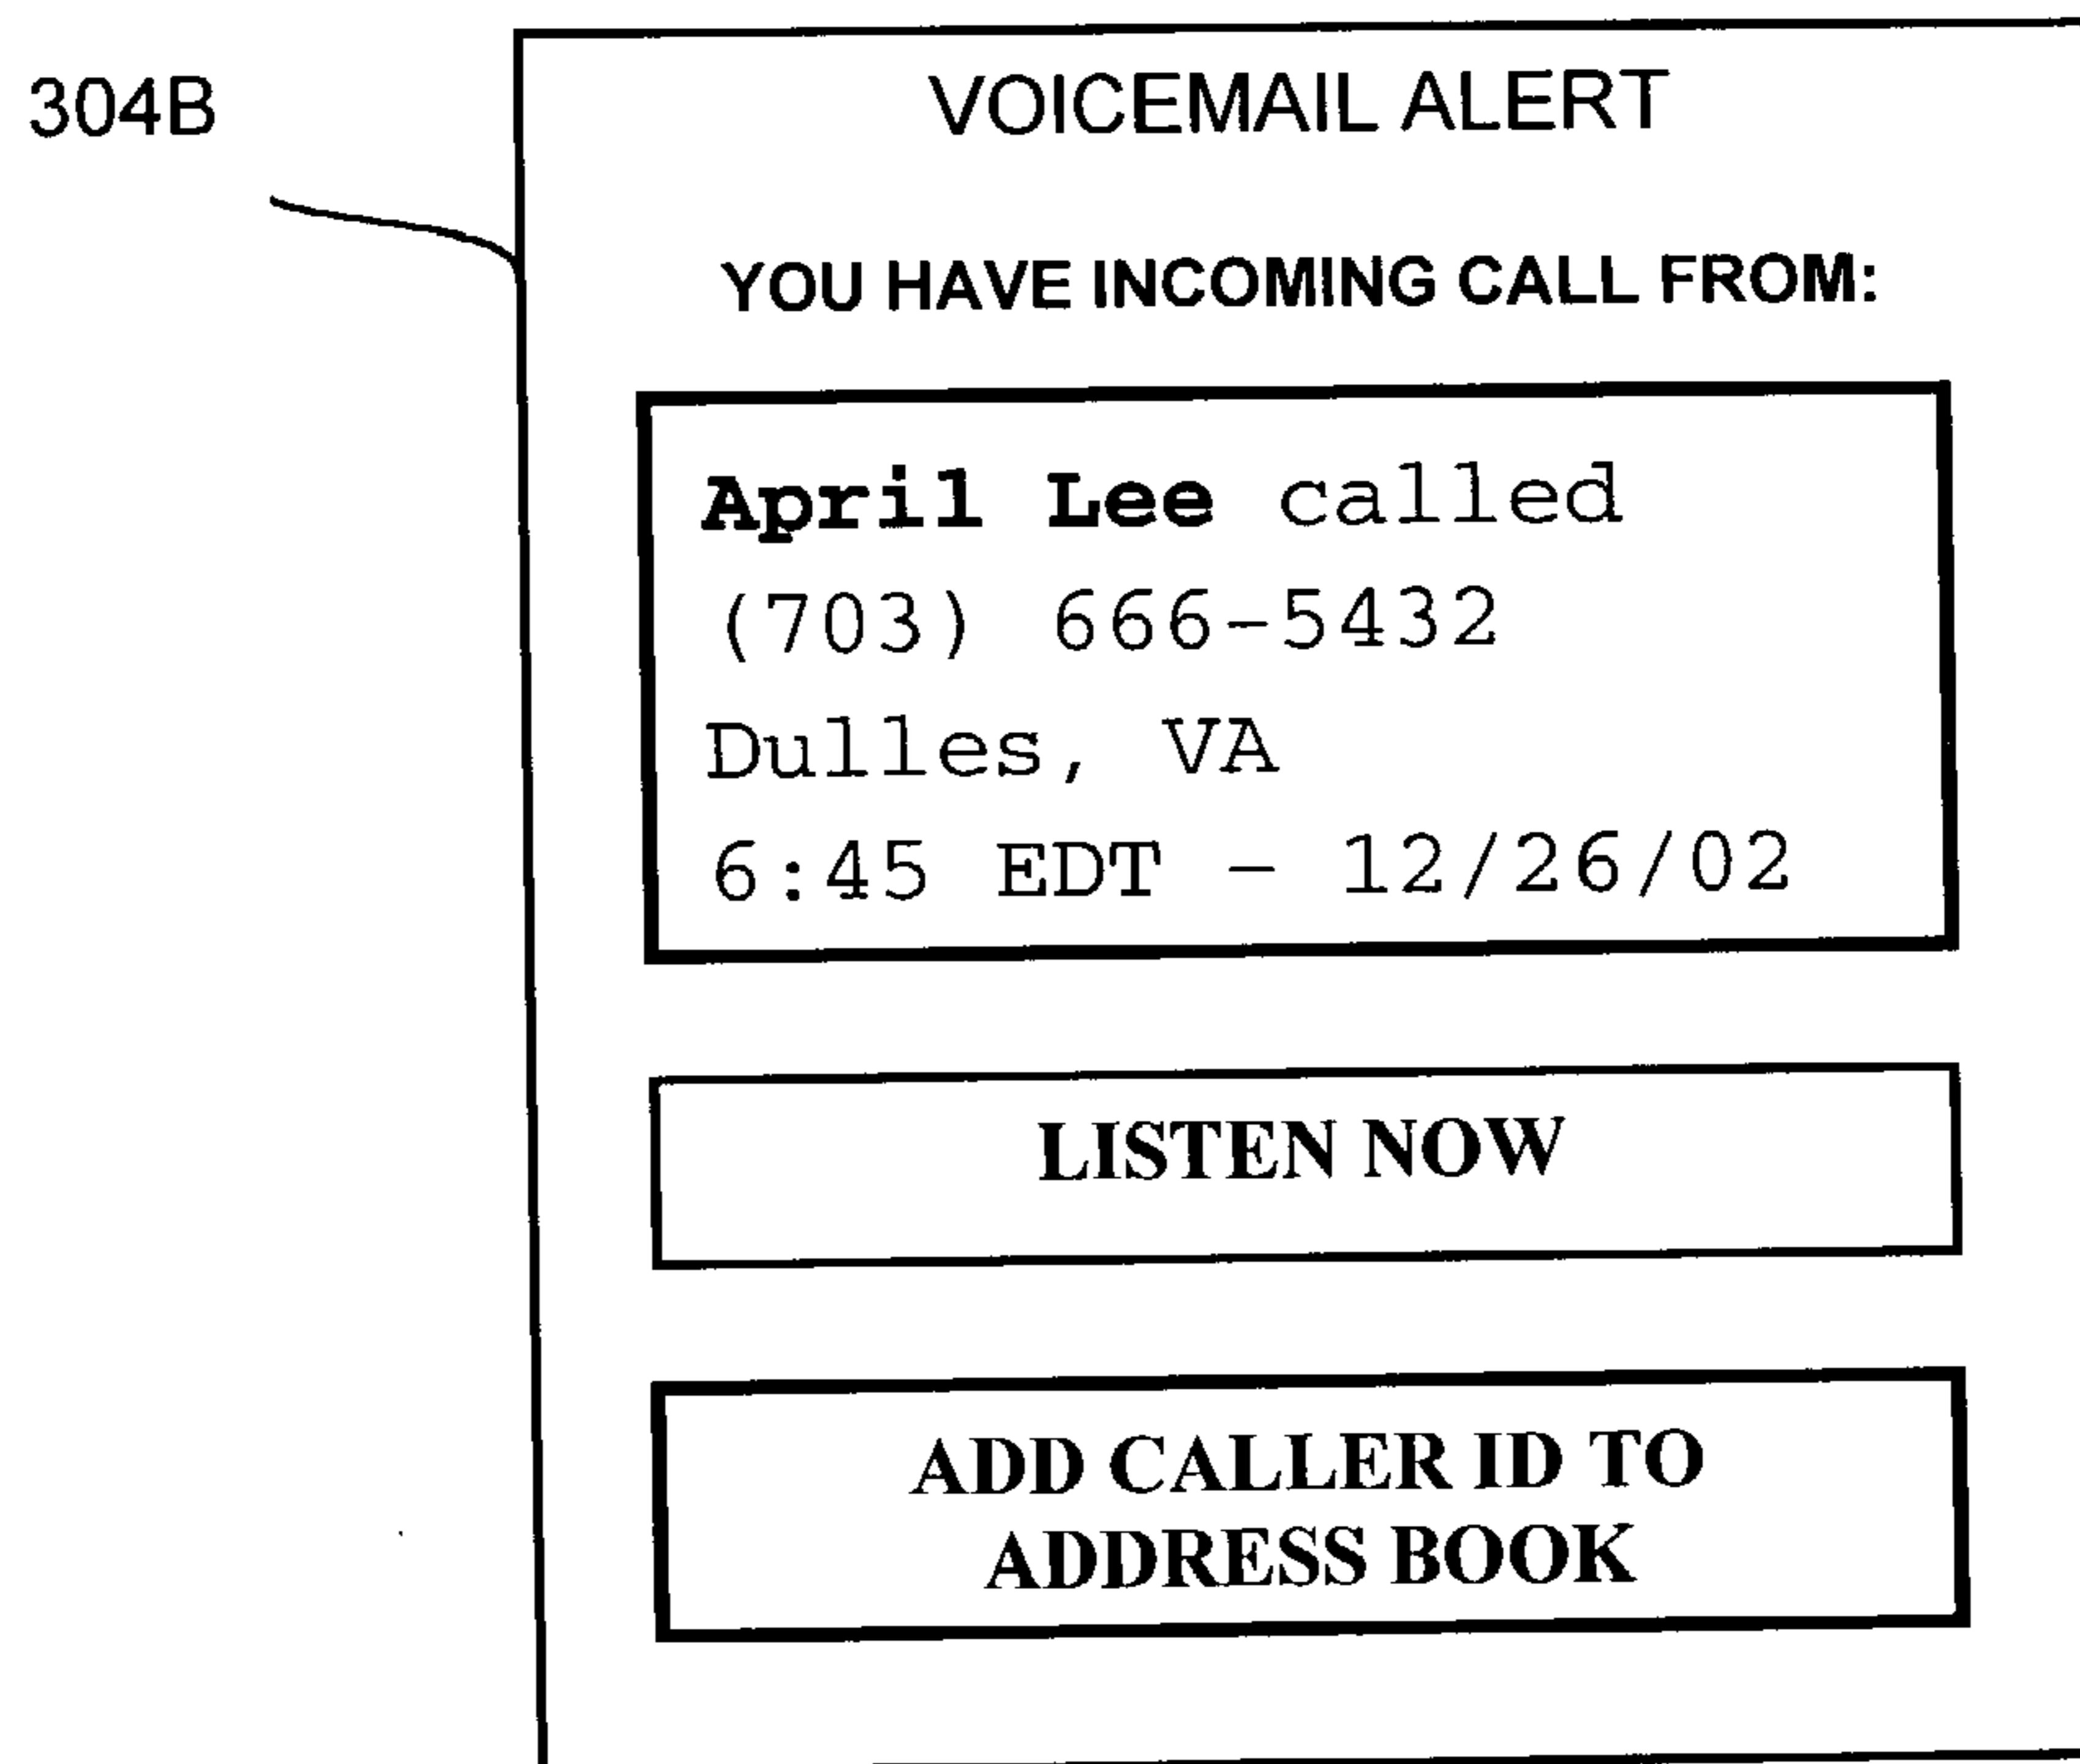 304B
VOICEMAIL ALERT
YOU HAVE INCOMING CALL FROM:
April Lee called
(703) 666-5432
Dulles, VA
6:45 EDT - 12/26/02
LISTEN NOW
ADD CALLER ID TO
ADDRESS BOOK